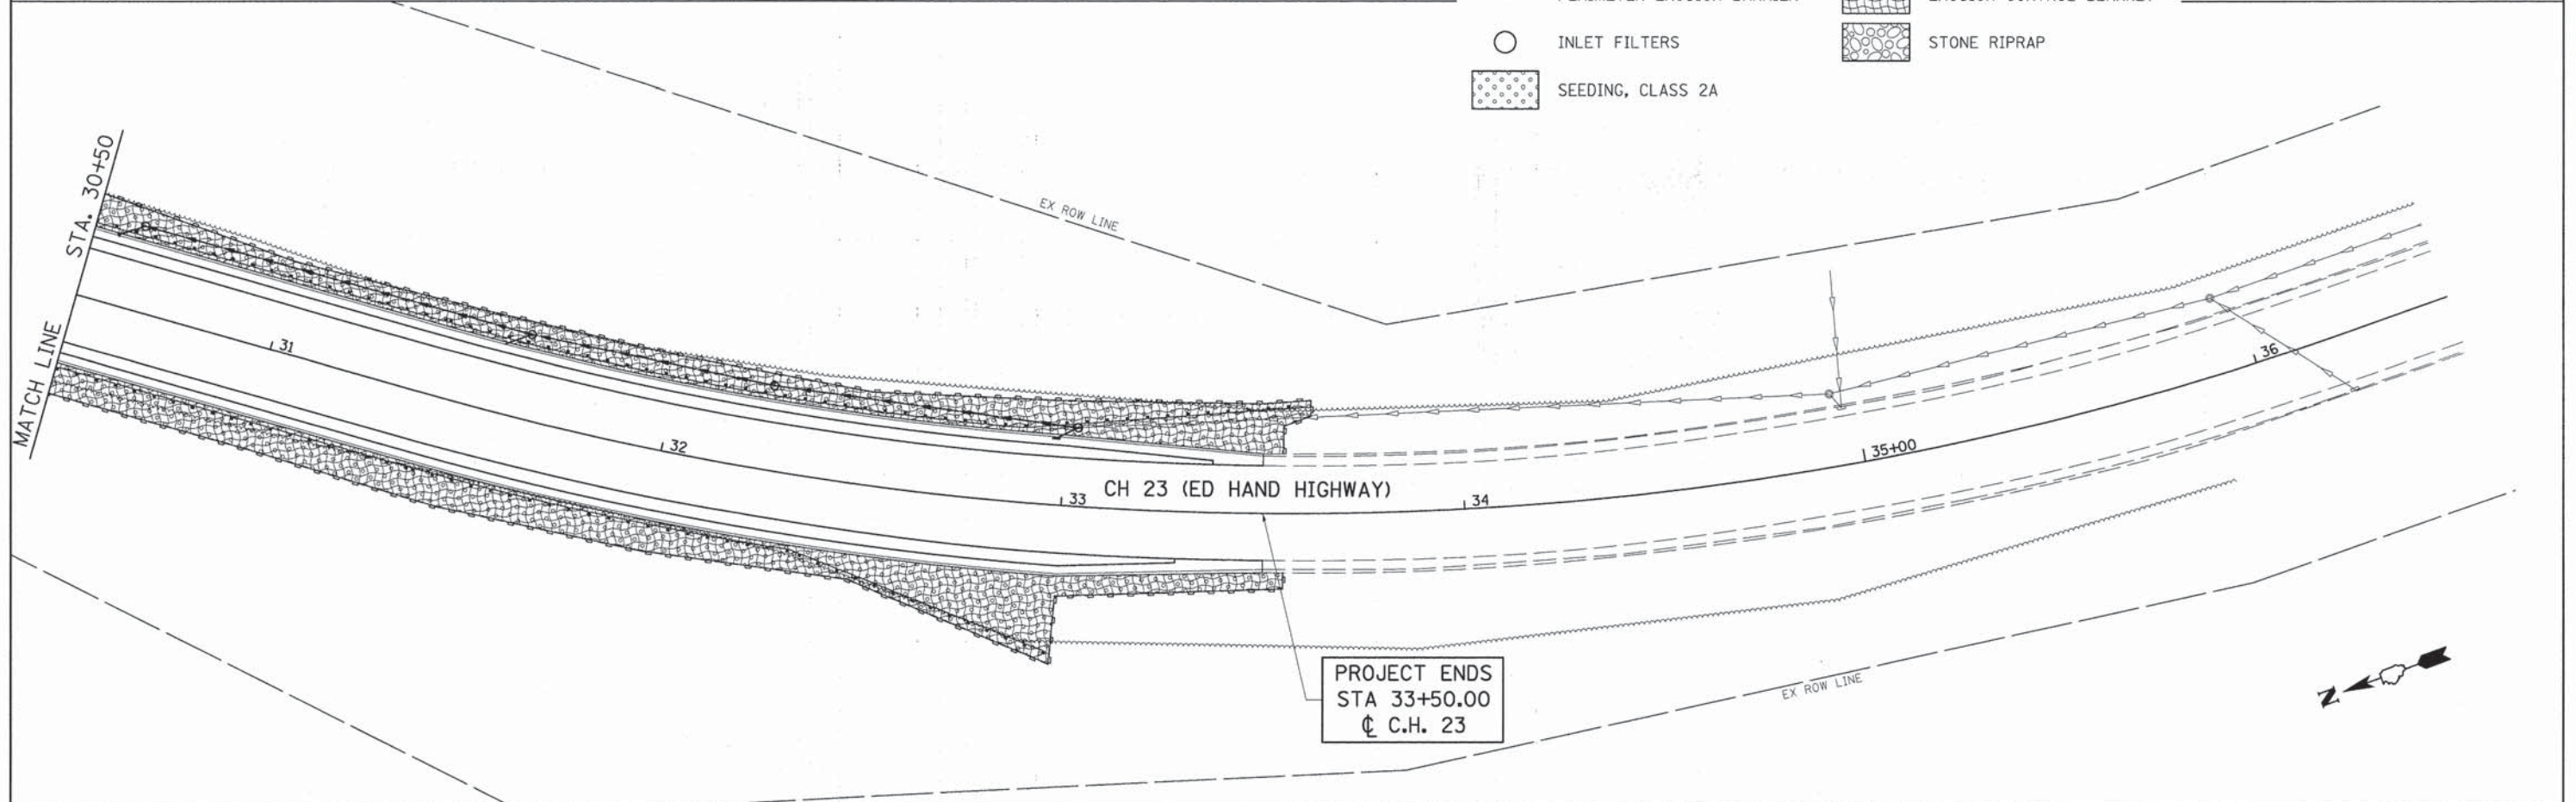 INLET FILTERS
STONE RIPRAP
SEEDING, CLASS 2A
MATCH LINE STA. 30+50
EX ROW LINE
31
32
33
CH 23 (ED HAND HIGHWAY)
34
35+00
36
PROJECT ENDS
STA 33+50.00
℄ C.H. 23
EX ROW LINE
N